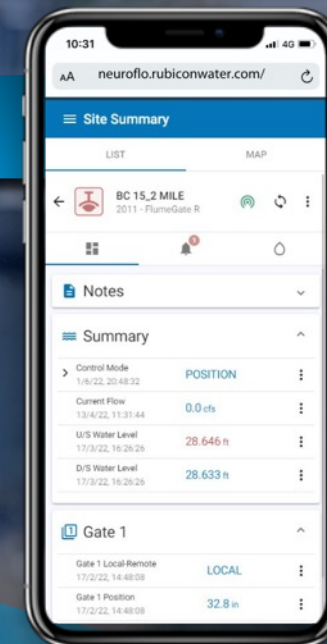 10:31
4G
AA neuroflo.rubiconwater.com/
Site Summary
LIST MAP
BC 15_2 MILE
2011 - FlumeGate R
1
Notes
Summary
Control Mode POSITION
1/6/22, 20:48:32
Current Flow 0.0 cfs
13/4/22, 11:31:44
U/S Water Level 28.646 ft
17/3/22, 16:26:26
D/S Water Level 28.633 ft
17/3/22, 16:26:26
1 Gate 1
Gate 1 Local-Remote LOCAL
17/2/22, 14:48:08
Gate 1 Position 32.8 in
17/2/22, 14:48:08